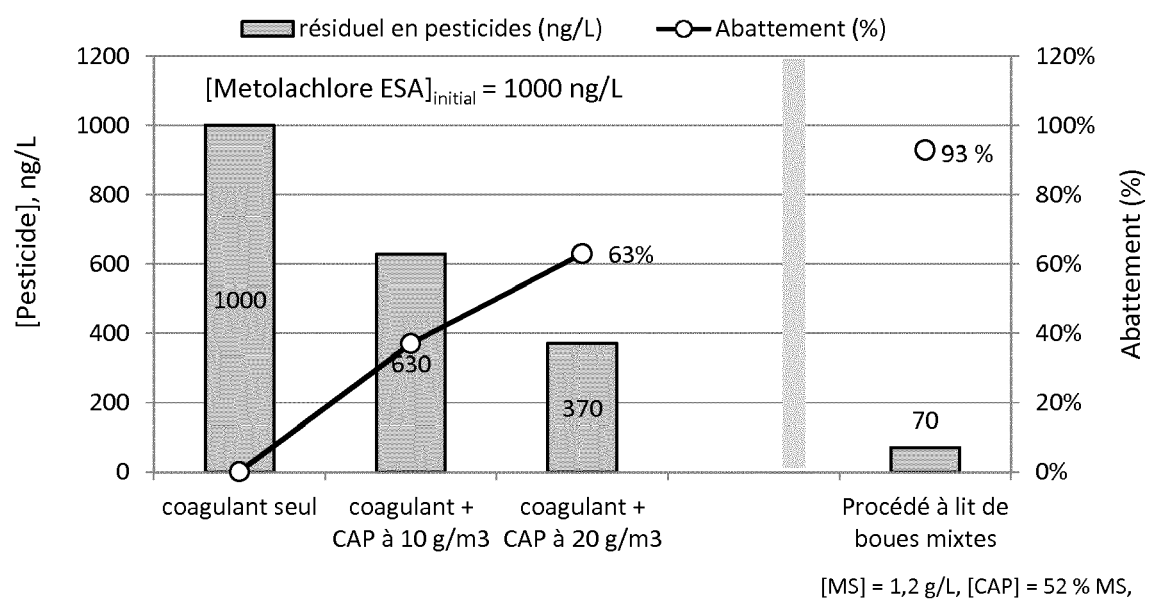 résiduel en pesticides (ng/L) Abattement (%)
[Metolachlore ESA]initial = 1000 ng/L
[Pesticide], ng/L
1200
1000
800
600
400
200
0
120%
100%
80%
60%
40%
20%
0%
Abattement (%)
1000
630
370
63%
93 %
70
coagulant seul
coagulant +
CAP à 10 g/m3
coagulant +
CAP à 20 g/m3
Procédé à lit de
boues mixtes
[MS] = 1,2 g/L, [CAP] = 52 % MS,